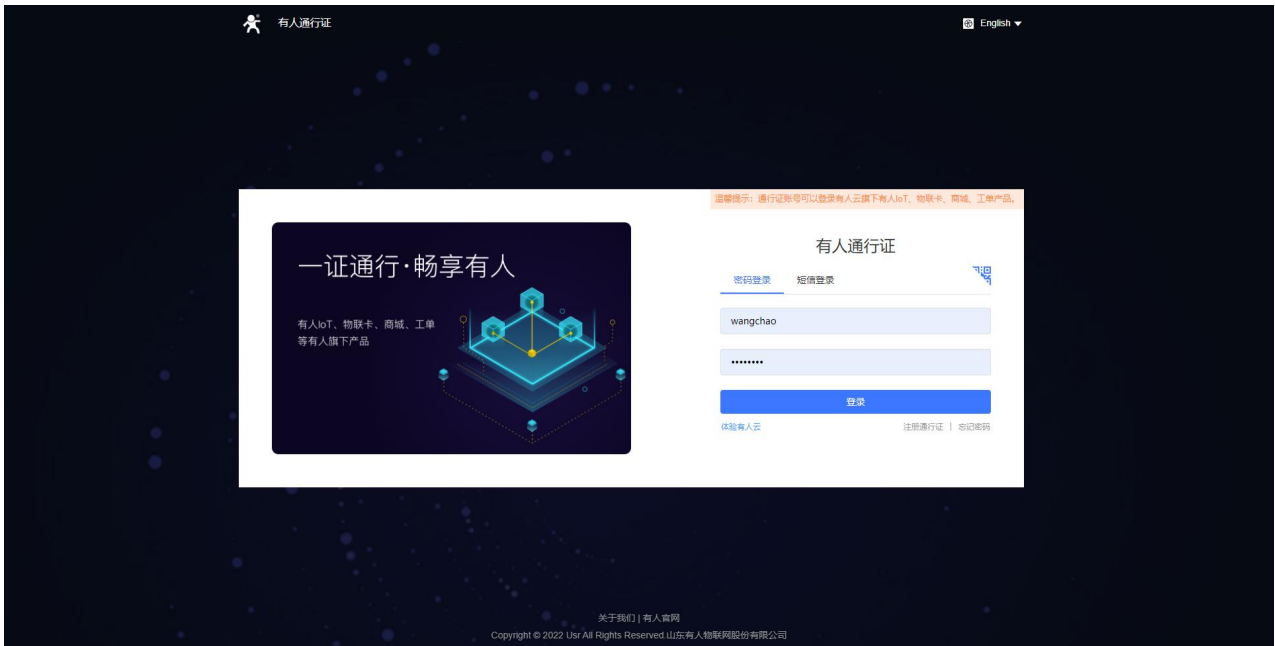 有人通行证
English
温馨提示：通行证账号可以登录有人云旗下有人IoT、物联卡、商城、工单产品。
一证通行·畅享有人
有人IoT、物联卡、商城、工单
等有人旗下产品
有人通行证
密码登录 短信登录
wangchao
••••••••
登录
体验有人云 注册通行证 | 忘记密码
关于我们 | 有人官网
Copyright © 2022 Usr All Rights Reserved 山东有人物联网股份有限公司